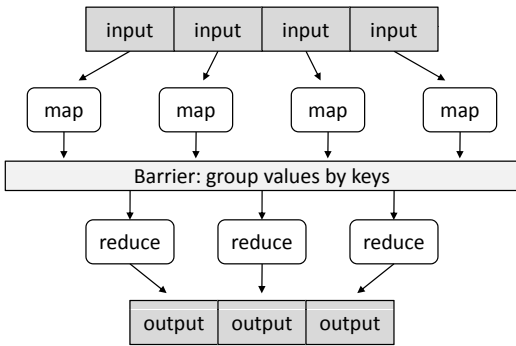 input input input input
map map map map
Barrier: group values by keys
reduce reduce reduce
output output output